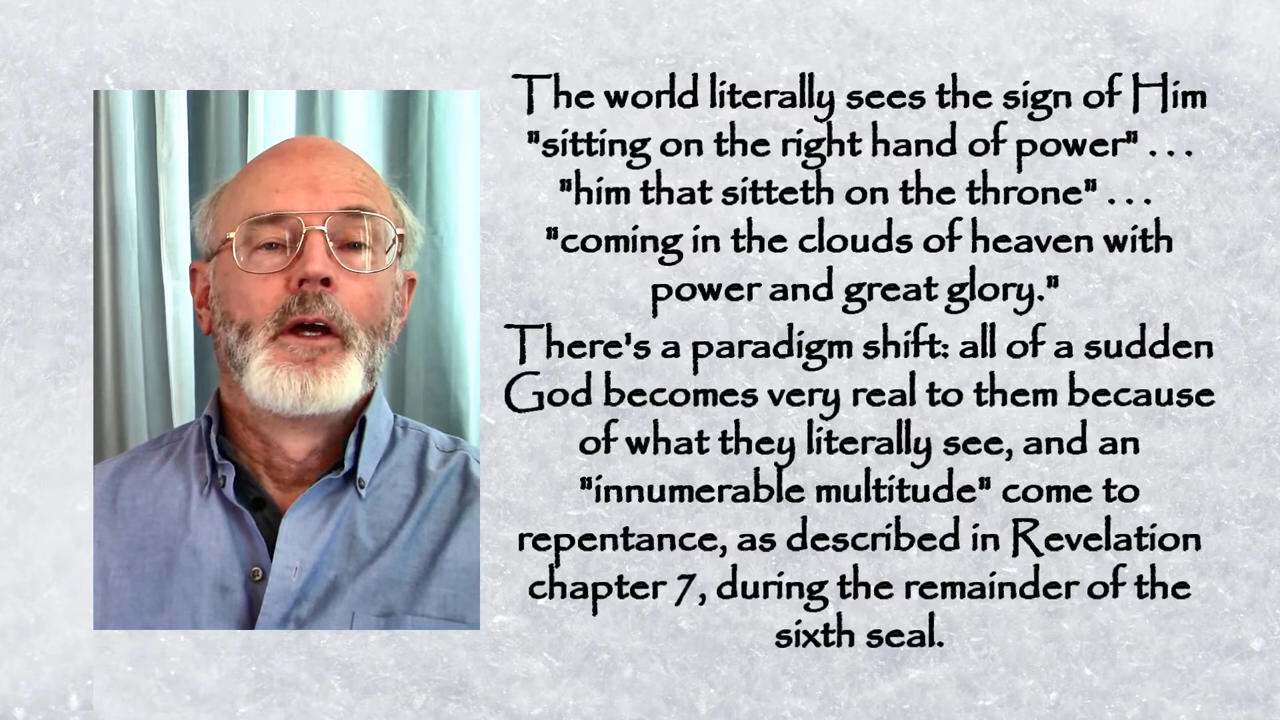 The world literally sees the sign of Him
"sitting on the right hand of power" . . .
"him that sitteth on the throne" . . .
"coming in the clouds of heaven with
power and great glory."
There's a paradigm shift: all of a sudden
God becomes very real to them because
of what they literally see, and an
"innumerable multitude" come to
repentance, as described in Revelation
chapter 7, during the remainder of the
sixth seal.